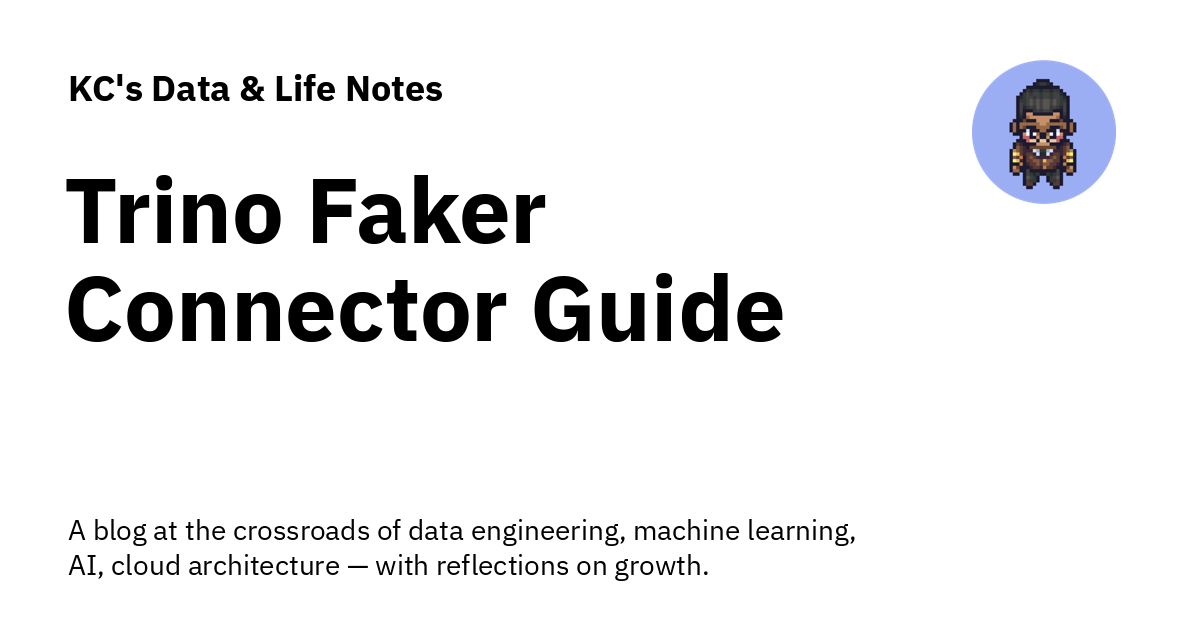 KC's Data & Life Notes
Trino Faker
Connector Guide
A blog at the crossroads of data engineering, machine learning,
AI, cloud architecture — with reflections on growth.